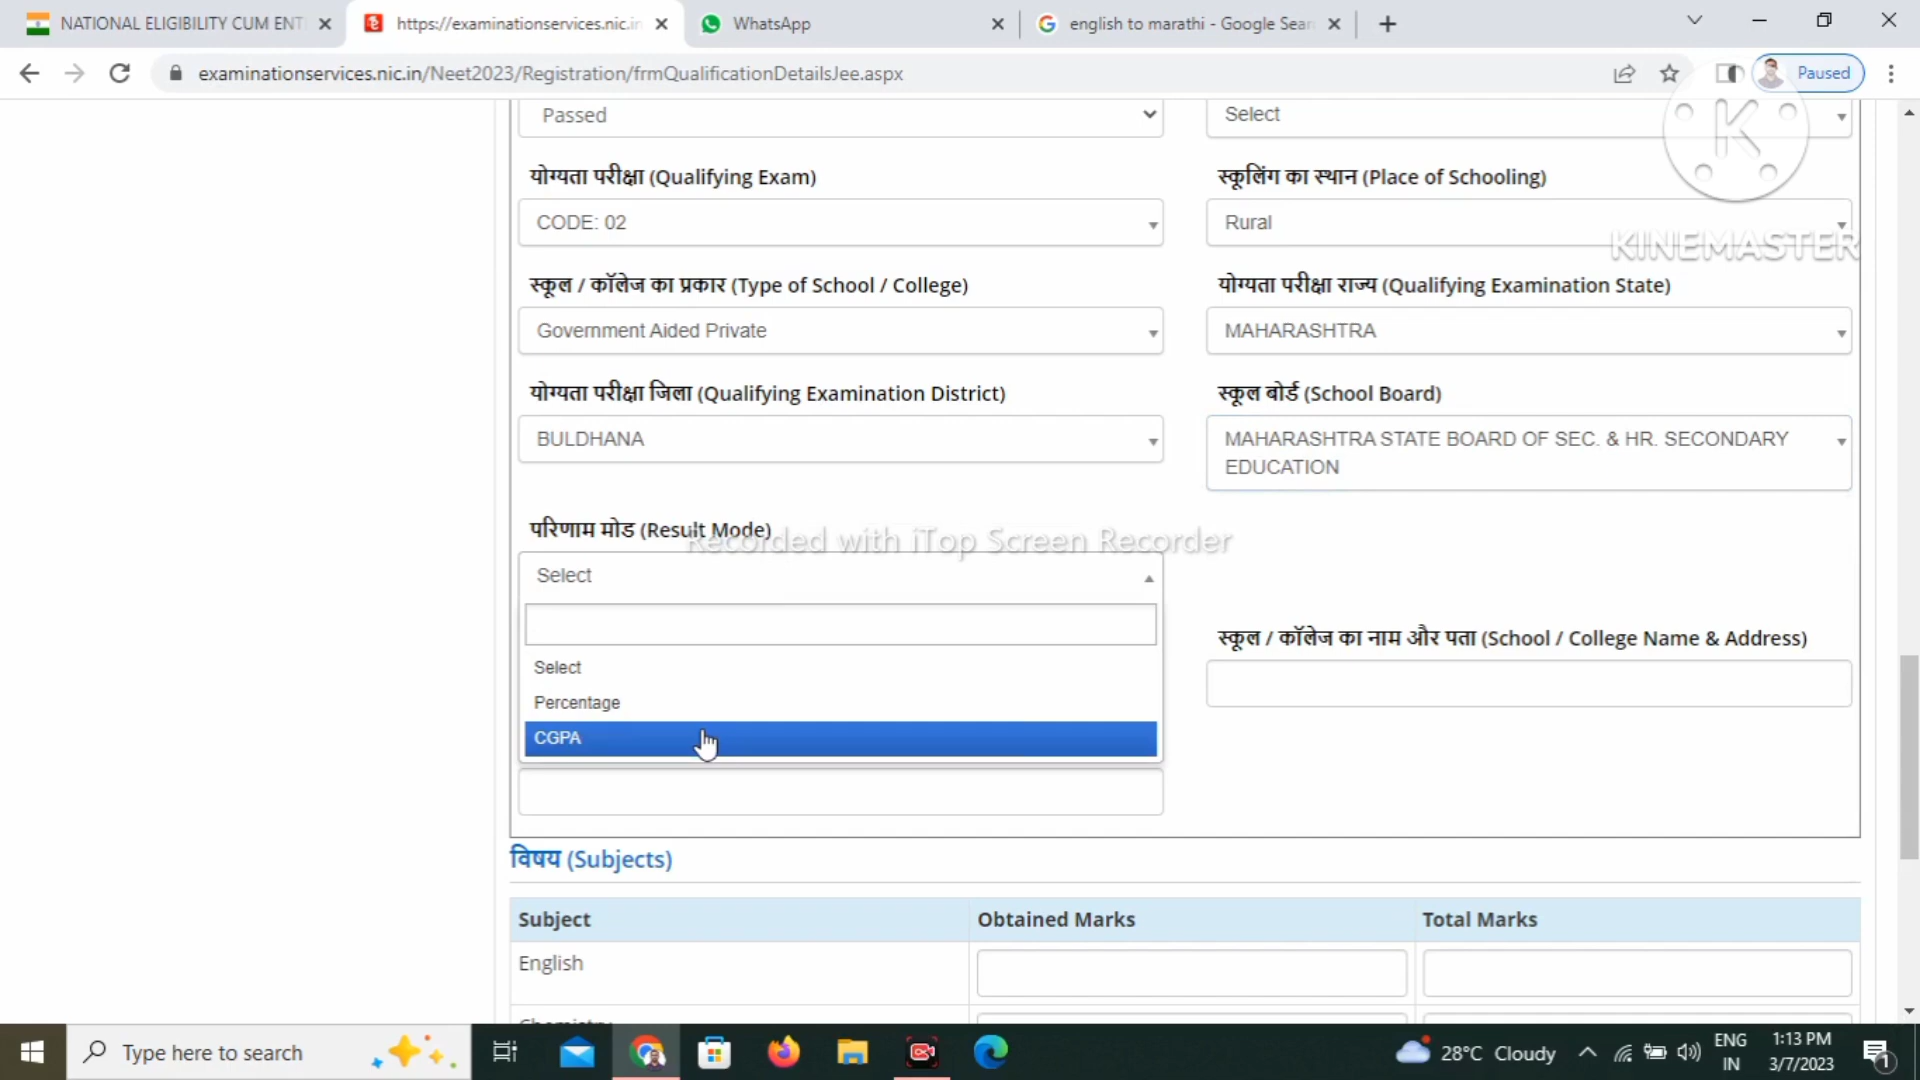 NATIONAL ELIGIBILITY CUM ENT
https://examinationservices.nic.in
WhatsApp
english to marathi - Google Sear
examinationservices.nic.in/Neet2023/Registration/frmQualificationDetailsJee.aspx
Paused
Passed
Select
योग्यता परीक्षा (Qualifying Exam)
स्कूलिंग का स्थान (Place of Schooling)
CODE: 02
Rural
KINEMASTER
स्कूल / कॉलेज का प्रकार (Type of School / College)
योग्यता परीक्षा राज्य (Qualifying Examination State)
Government Aided Private
MAHARASHTRA
योग्यता परीक्षा जिला (Qualifying Examination District)
स्कूल बोर्ड (School Board)
BULDHANA
MAHARASHTRA STATE BOARD OF SEC. & HR. SECONDARY
EDUCATION
परिणाम मोड (Result Mode)
Recorded with iTop Screen Recorder
Select
स्कूल / कॉलेज का नाम और पता (School / College Name & Address)
Select
Percentage
CGPA
विषय (Subjects)
Subject
Obtained Marks
Total Marks
English
Chemistry
Type here to search
28°C Cloudy
ENG
IN
1:13 PM
3/7/2023
1